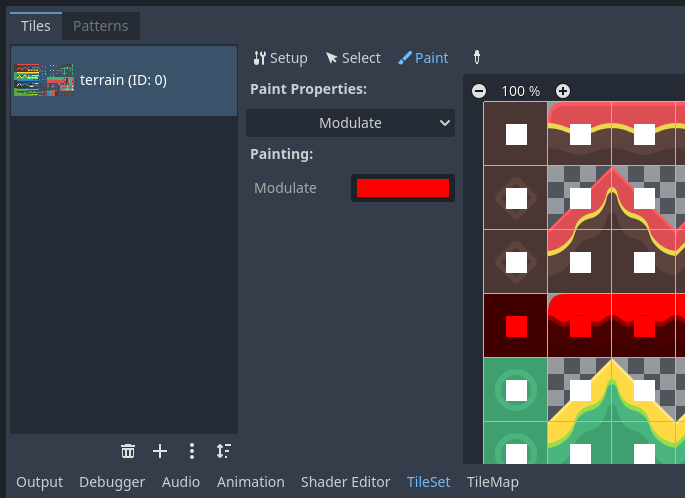 Tiles Patterns
terrain (ID: 0)
Setup Select Paint
Paint Properties:
Modulate
Painting:
Modulate
100 %
Output Debugger Audio Animation Shader Editor TileSet TileMap